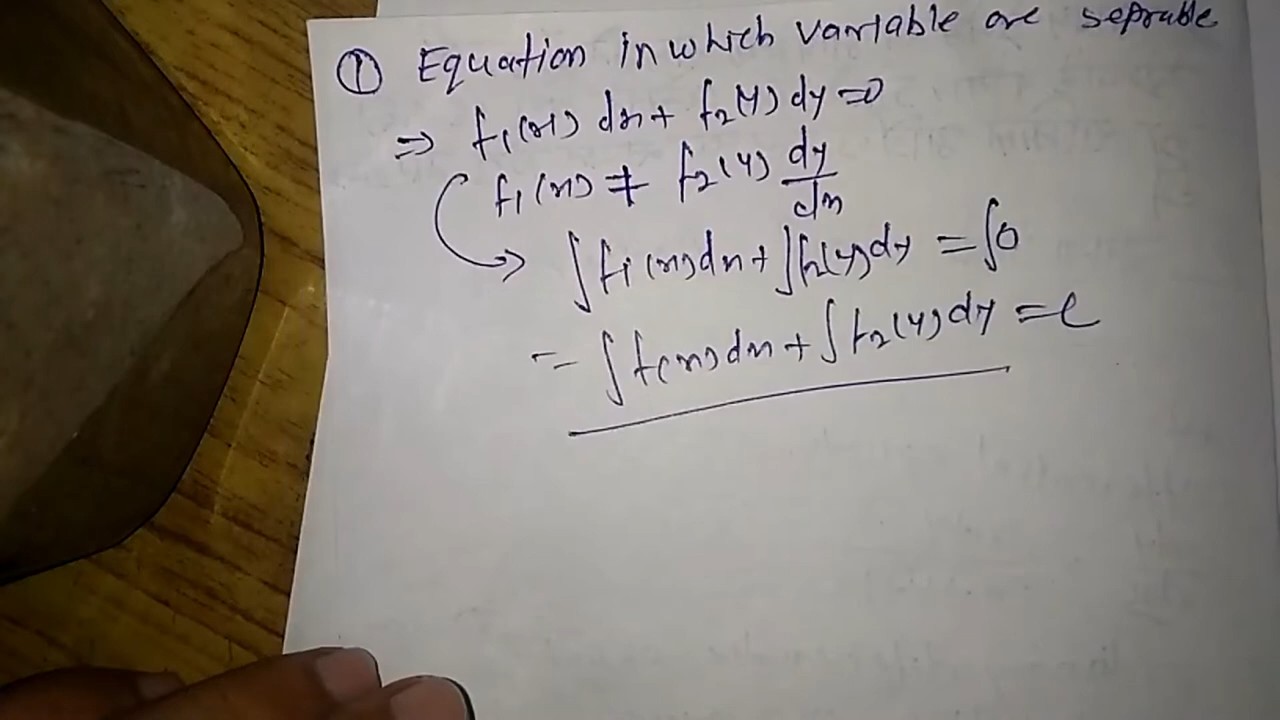 ① Equation in which variable are seprable
⇒ f₁(x) dx + f₂(y) dy = 0
f₁(x) ≠ f₂(y) dy/dx
→ ∫f₁(x)dx + ∫f₂(y)dy = ∫0
= ∫f(x)dx + ∫f₂(y)dy = c